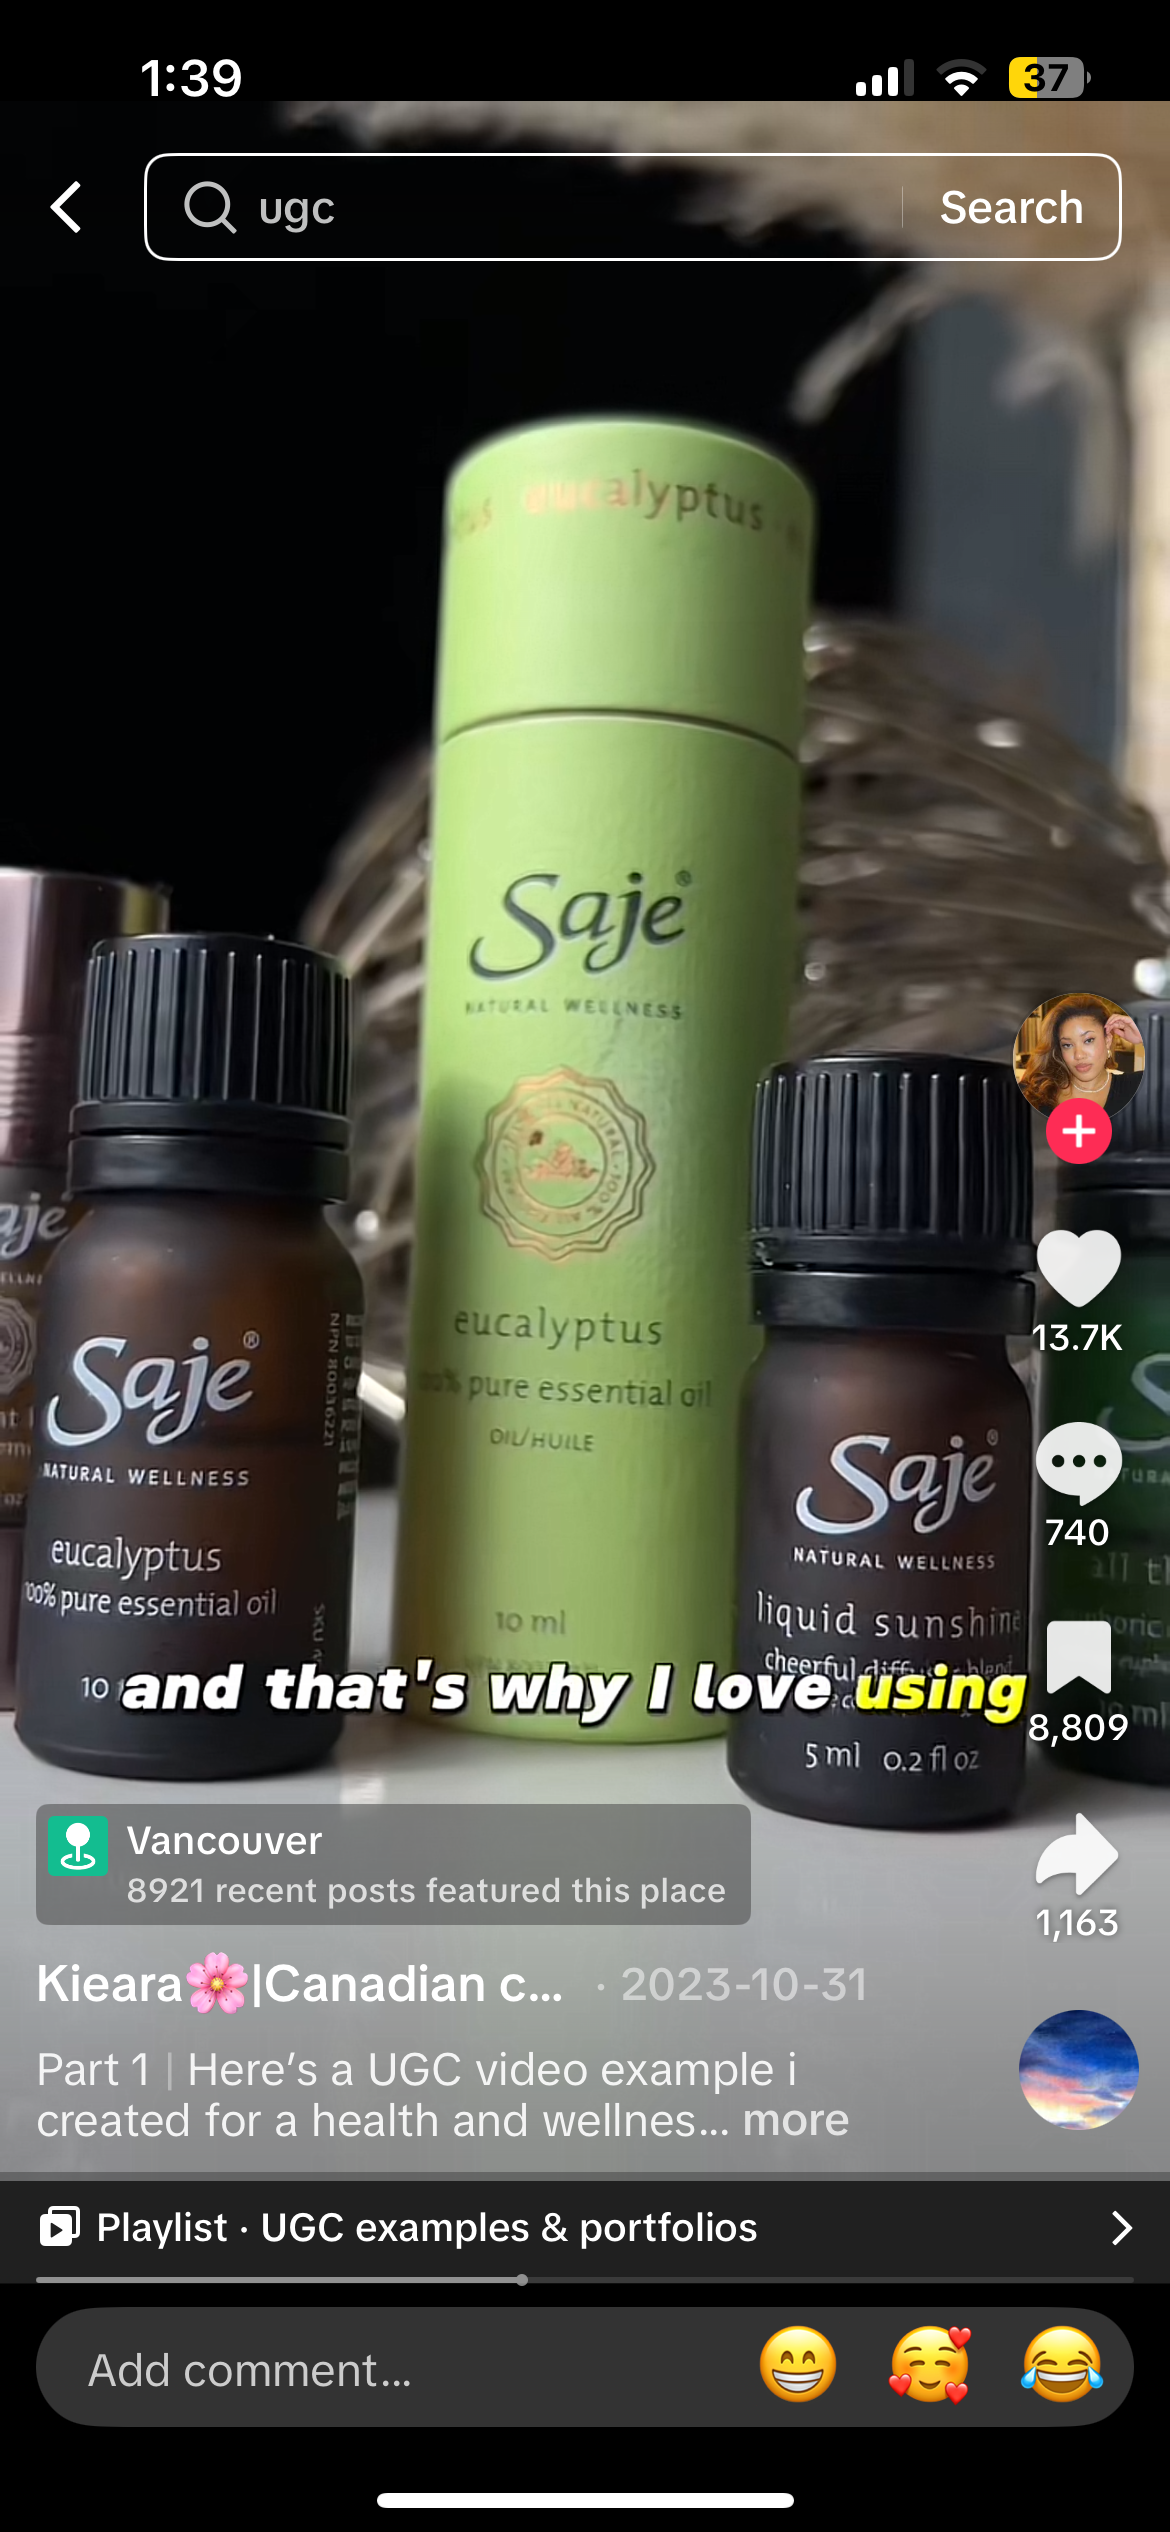 1:39
37
ugc
Search
eucalyptus
Saje®
NATURAL WELLNESS
eucalyptus
pure essential oil
OIL/HUILE
10 ml
Saje®
NATURAL WELLNESS
eucalyptus
100% pure essential oil
10
Saje®
NATURAL WELLNESS
liquid sunshine
cheerful
5 ml 0.2 fl oz
and that's why I love using
13.7K
740
8,809
1,163
Vancouver
8921 recent posts featured this place
Kieara🌸|Canadian c... · 2023-10-31
Part 1 | Here's a UGC video example i
created for a health and wellnes... more
Playlist · UGC examples & portfolios
Add comment...